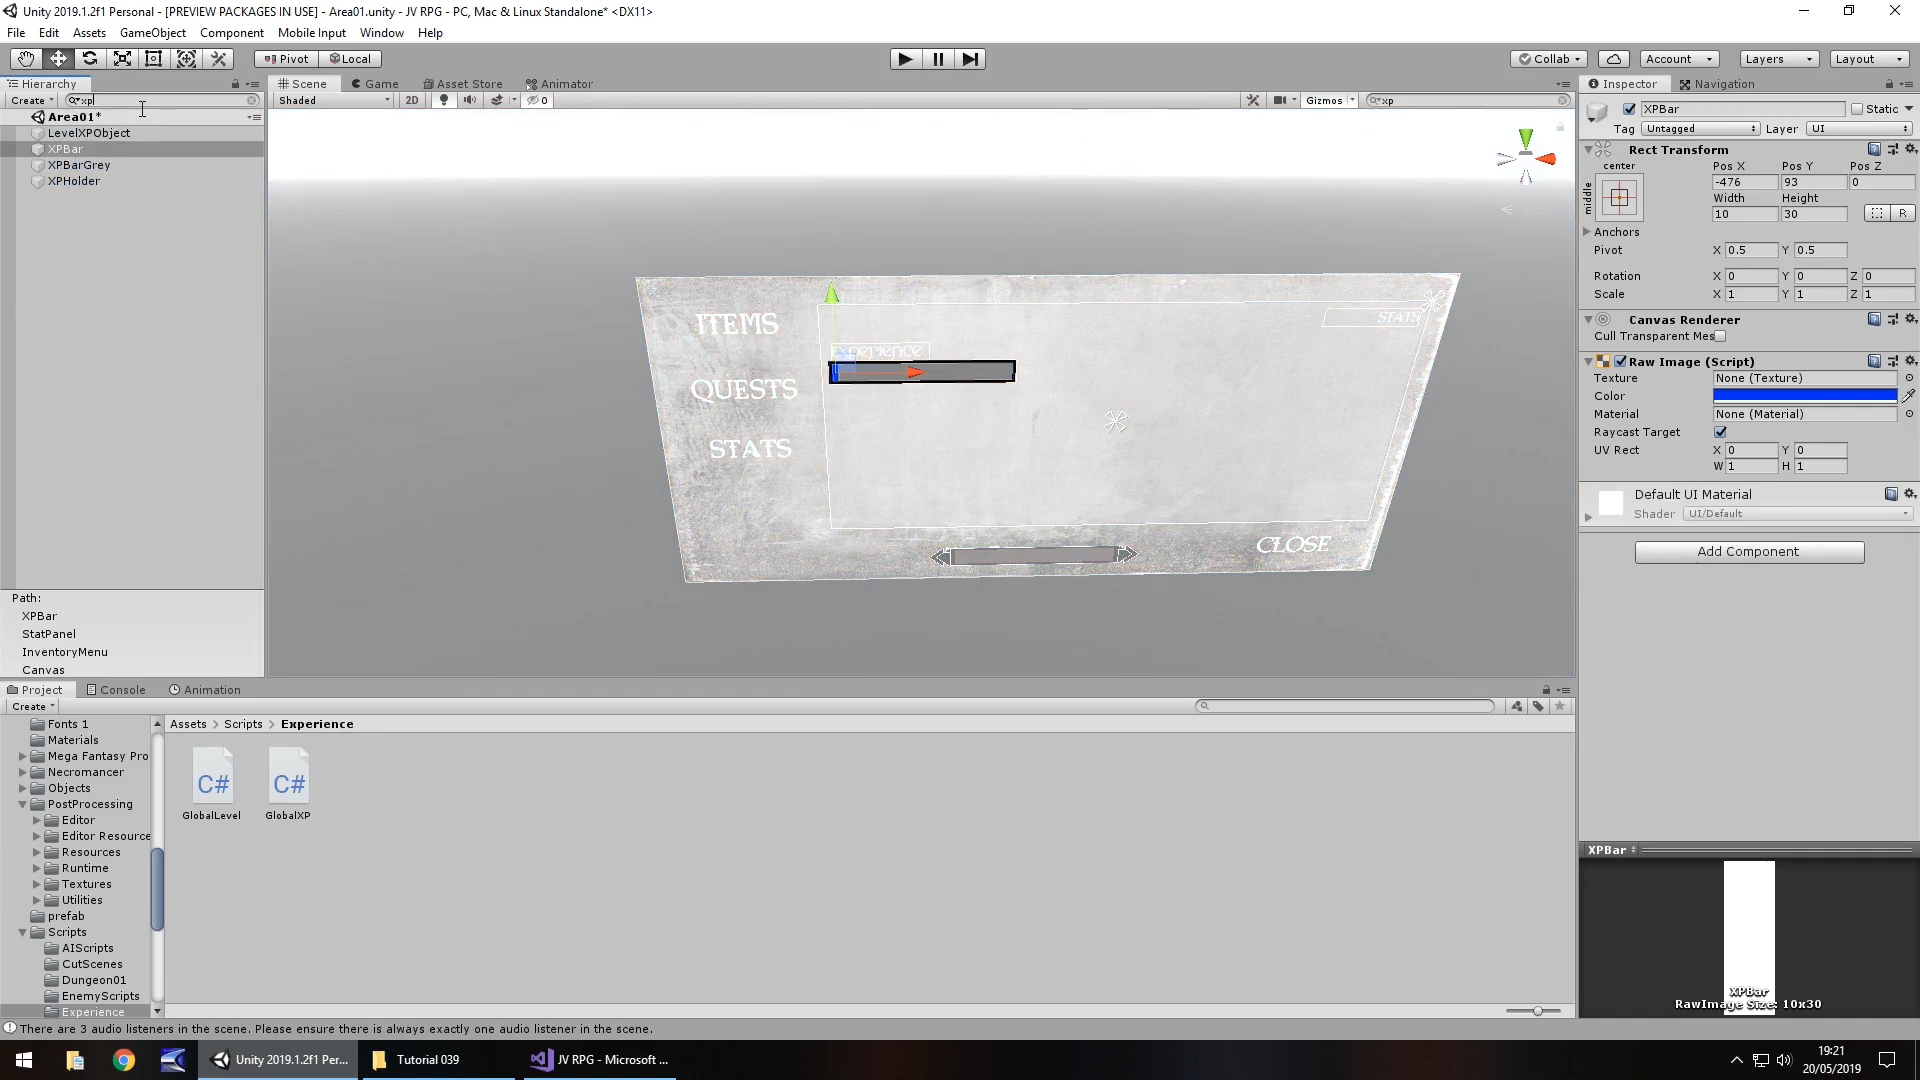 Unity 2019.1.2f1 Personal - [PREVIEW PACKAGES IN USE] - Area01.unity - JV RPG - PC, Mac & Linux Standalone* <DX11>
File Edit Assets GameObject Component Mobile Input Window Help
Pivot Local Collab Account Layers Layout
Hierarchy Scene Game Asset Store Animator Inspector Navigation
Create xp Shaded 2D 0 Gizmos xp XPBar Static
Area01*
LevelXPObject
XPBar
XPBarGrey
XPHolder
Tag Untagged Layer UI
Rect Transform
center Pos X Pos Y Pos Z
middle -476 93 0
Width Height
10 30 R
Anchors
Pivot X 0.5 Y 0.5
Rotation X 0 Y 0 Z 0
Scale X 1 Y 1 Z 1
Canvas Renderer
Cull Transparent Mes
Raw Image (Script)
Texture None (Texture)
Color
Material None (Material)
Raycast Target
UV Rect X 0 Y 0
W 1 H 1
Default UI Material
Shader UI/Default
Add Component
ITEMS
QUESTS
STATS
Experience
STATS
CLOSE
Path:
XPBar
StatPanel
InventoryMenu
Canvas
Project Console Animation
Create
Assets > Scripts > Experience
Fonts 1
Materials
Mega Fantasy Pro
Necromancer
Objects
PostProcessing
Editor
Editor Resource
Resources
Runtime
Textures
Utilities
prefab
Scripts
AIScripts
CutScenes
Dungeon01
EnemyScripts
Experience
C# C#
GlobalLevel GlobalXP
XPBar
XPBar
RawImage Size: 10x30
There are 3 audio listeners in the scene. Please ensure there is always exactly one audio listener in the scene.
Unity 2019.1.2f1 Perso... Tutorial 039 JV RPG - Microsoft ...
19:21
20/05/2019